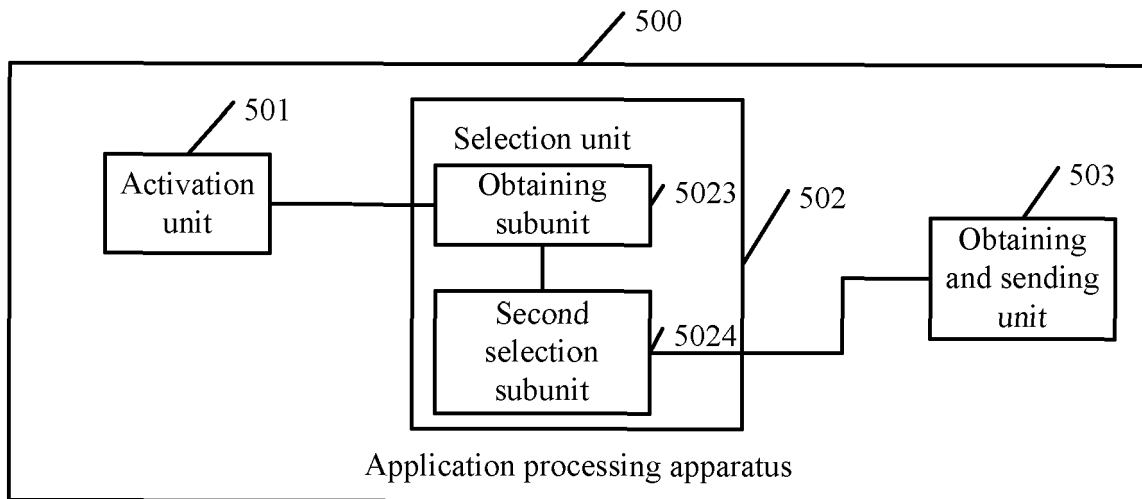 500
501
Activation
unit
Selection unit
Obtaining
subunit
5023
502
503
Obtaining
and sending
unit
Second
selection
subunit
5024
Application processing apparatus